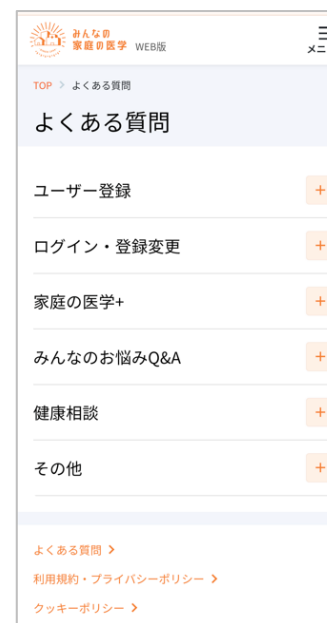 みんなの
家庭の医学 WEB版
メニ
TOP > よくある質問
よくある質問
ユーザー登録 +
ログイン・登録変更 +
家庭の医学+ +
みんなのお悩みQ&A +
健康相談 +
その他 +
よくある質問 >
利用規約・プライバシーポリシー >
クッキーポリシー >